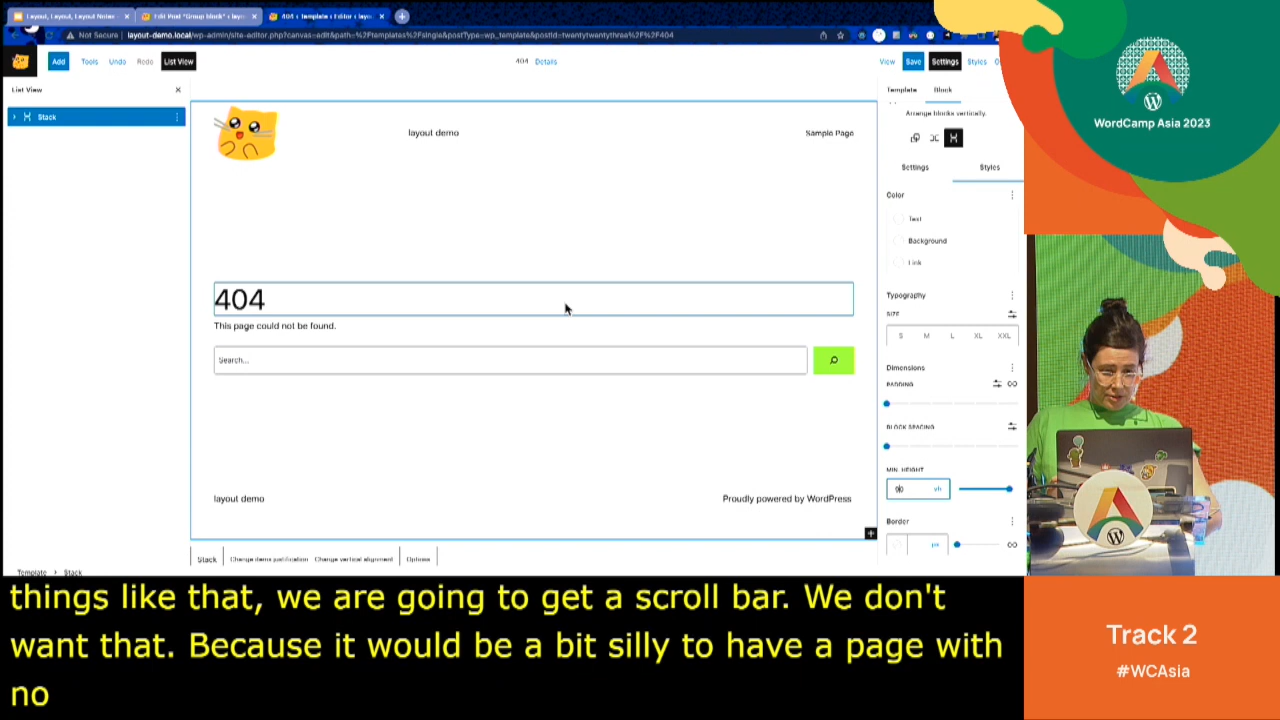 Layout, Layout, Layout Notes
Edit Post "Group block" ‹ layo
404 ‹ Template ‹ Editor ‹ layo
Not Secure
layout-demo.local/wp-admin/site-editor.php?canvas=edit&path=%2Ftemplates%2Fsingle&postType=wp_template&postId=twentytwentythree%2F%2F404
Add
Tools
Undo
Redo
List View
404 Details
View
Save
Settings
Styles
List View
Stack
layout demo
Sample Page
404
This page could not be found.
Search...
layout demo
Proudly powered by WordPress
Stack
Change items justification
Change vertical alignment
Options
Template › Stack
Template
Block
Arrange blocks vertically.
Settings
Styles
Color
Text
Background
Link
Typography
SIZE
S M L XL XXL
Dimensions
PADDING
BLOCK SPACING
MIN. HEIGHT
vh
Border
px
WordCamp Asia 2023
things like that, we are going to get a scroll bar. We don't
want that. Because it would be a bit silly to have a page with
no
Track 2
#WCAsia